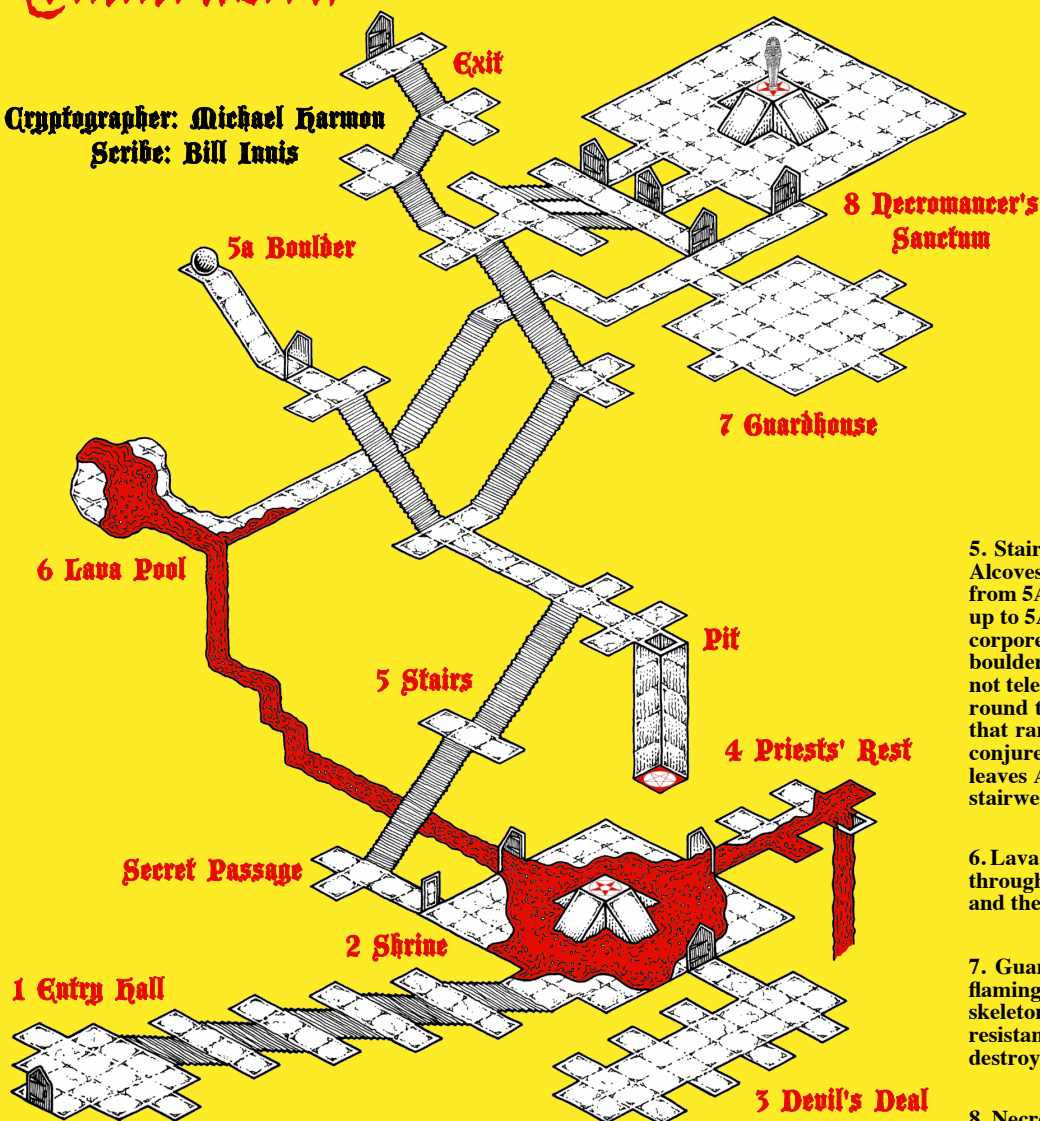 Exit
Cryptographer: Michael Harmon
Scribe: Bill Innis
8 Necromancer's
Sanctum
5a Boulder
7 Guardhouse
6 Lava Pool
Pit
5 Stairs
4 Priests' Rest
Secret Passage
2 Shrine
1 Entry Hall
3 Devil's Deal
5. Stair
Alcoves
from 5A
up to 5A
corpore
boulder
not tele
round t
that ran
conjure
leaves A
stairwe
6. Lava
through
and the
7. Guar
flaming
skeleton
resistan
destroy
8. Necro